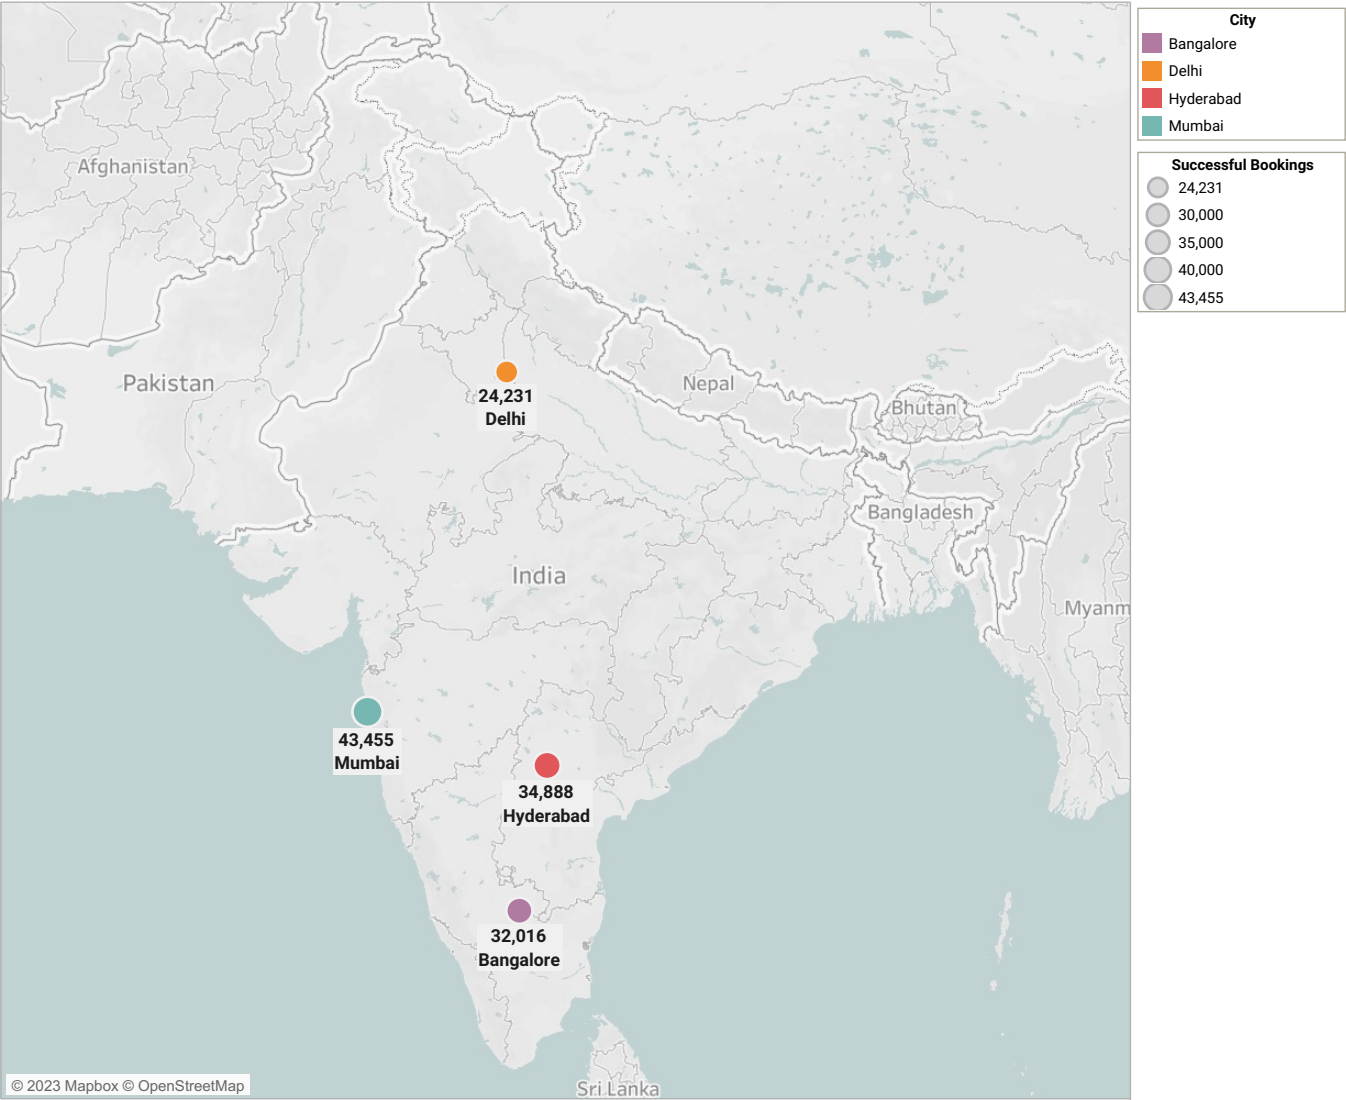 Afghanistan
Pakistan
Nepal
Bhutan
Bangladesh
India
Myanm
Sri Lanka
24,231
Delhi
43,455
Mumbai
34,888
Hyderabad
32,016
Bangalore
© 2023 Mapbox © OpenStreetMap
City
Bangalore
Delhi
Hyderabad
Mumbai
Successful Bookings
24,231
30,000
35,000
40,000
43,455